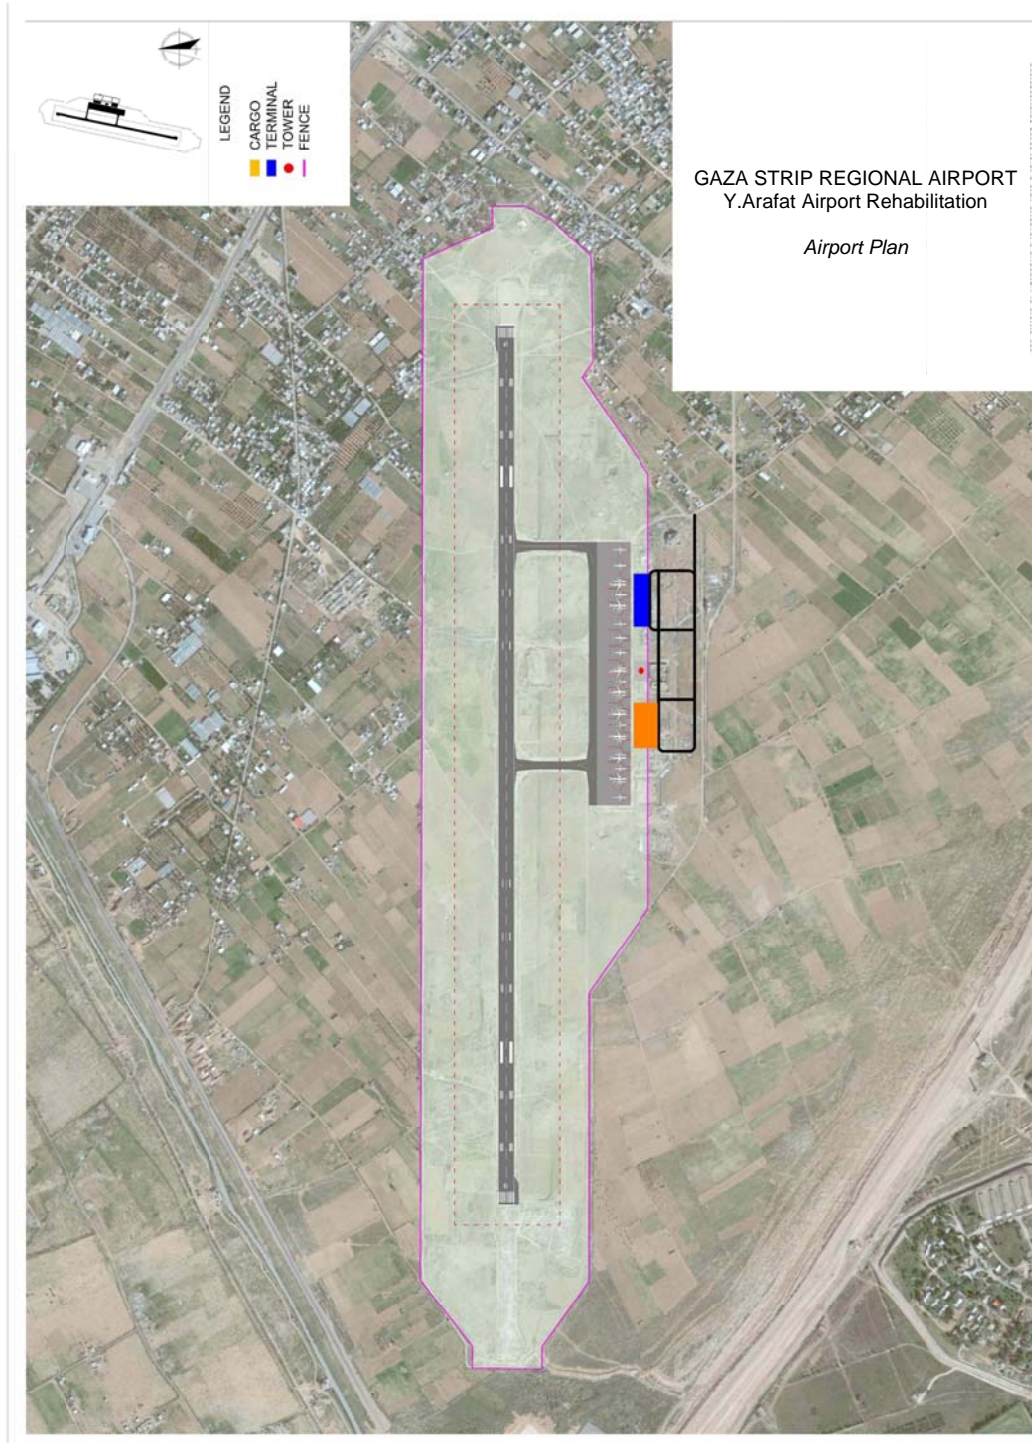 LEGEND
CARGO
TERMINAL
TOWER
FENCE
GAZA STRIP REGIONAL AIRPORT
Y.Arafat Airport Rehabilitation
Airport Plan